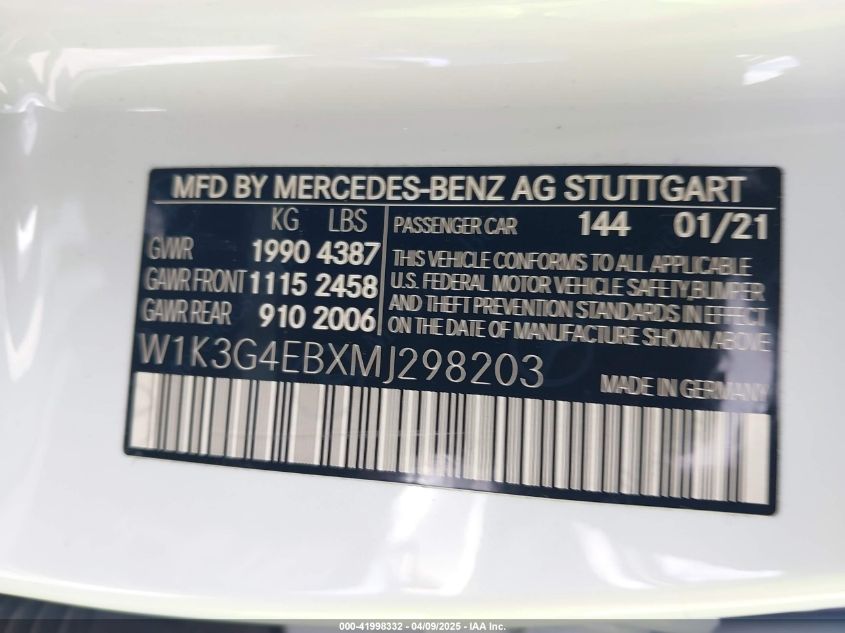 MFD BY MERCEDES-BENZ AG STUTTGART
KG LBS
GVWR 1990 4387
GAWR FRONT 1115 2458
GAWR REAR 910 2006
PASSENGER CAR 144 01/21
THIS VEHICLE CONFORMS TO ALL APPLICABLE
U.S. FEDERAL MOTOR VEHICLE SAFETY,BUMPER
AND THEFT PREVENTION STANDARDS IN EFFECT
ON THE DATE OF MANUFACTURE SHOWN ABOVE
W1K3G4EBXMJ298203
MADE IN GERMANY
000-41998332 - 04/09/2025 - IAA Inc.